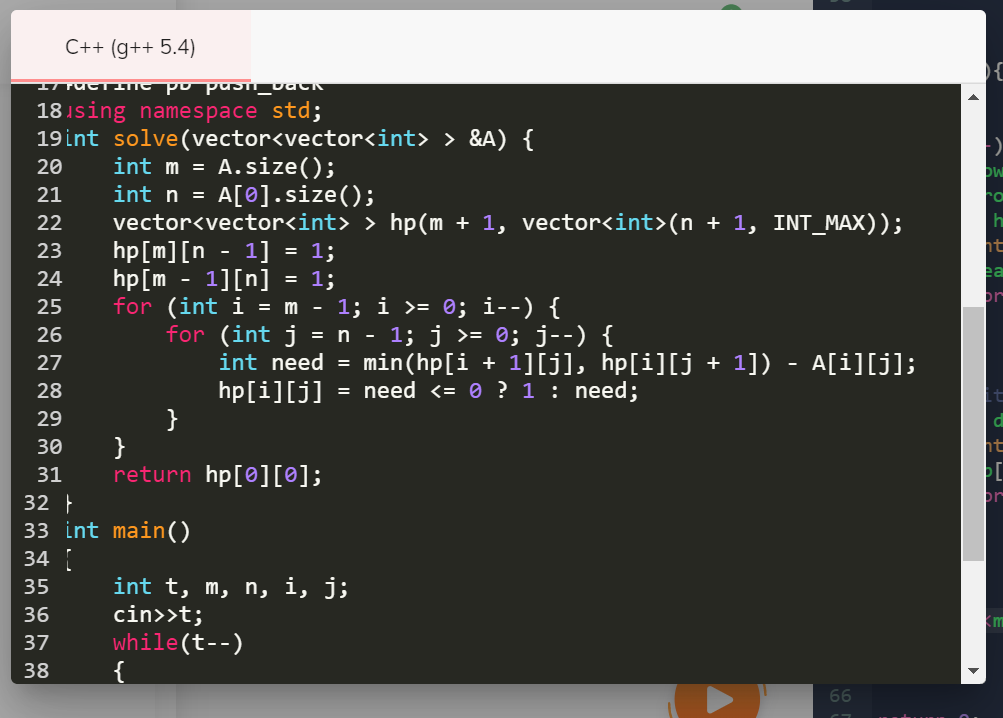 C++ (g++ 5.4)
17 #define pb push_back
18 using namespace std;
19 int solve(vector<vector<int> > &A) {
20 int m = A.size();
21 int n = A[0].size();
22 vector<vector<int> > hp(m + 1, vector<int>(n + 1, INT_MAX));
23 hp[m][n - 1] = 1;
24 hp[m - 1][n] = 1;
25 for (int i = m - 1; i >= 0; i--) {
26 for (int j = n - 1; j >= 0; j--) {
27 int need = min(hp[i + 1][j], hp[i][j + 1]) - A[i][j];
28 hp[i][j] = need <= 0 ? 1 : need;
29 }
30 }
31 return hp[0][0];
32 }
33 int main()
34 {
35 int t, m, n, i, j;
36 cin>>t;
37 while(t--)
38 {
66